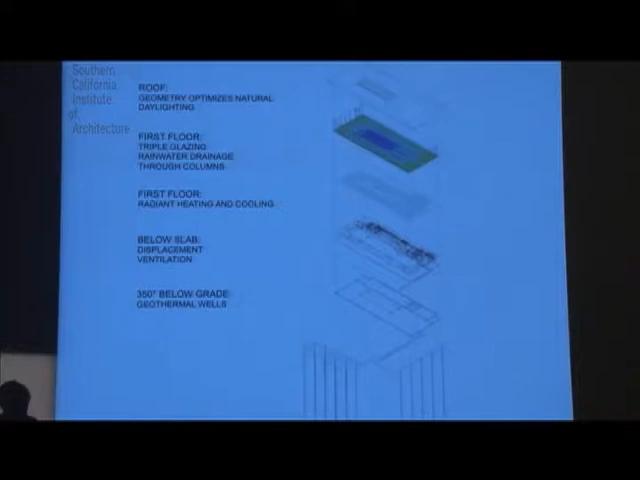 Southern
California
Institute
of
Architecture
ROOF:
GEOMETRY OPTIMIZES NATURAL
DAYLIGHTING
FIRST FLOOR:
TRIPLE GLAZING
RAINWATER DRAINAGE
THROUGH COLUMNS
FIRST FLOOR:
RADIANT HEATING AND COOLING
BELOW SLAB:
DISPLACEMENT
VENTILATION
350° BELOW GRADE
GEOTHERMAL WELLS